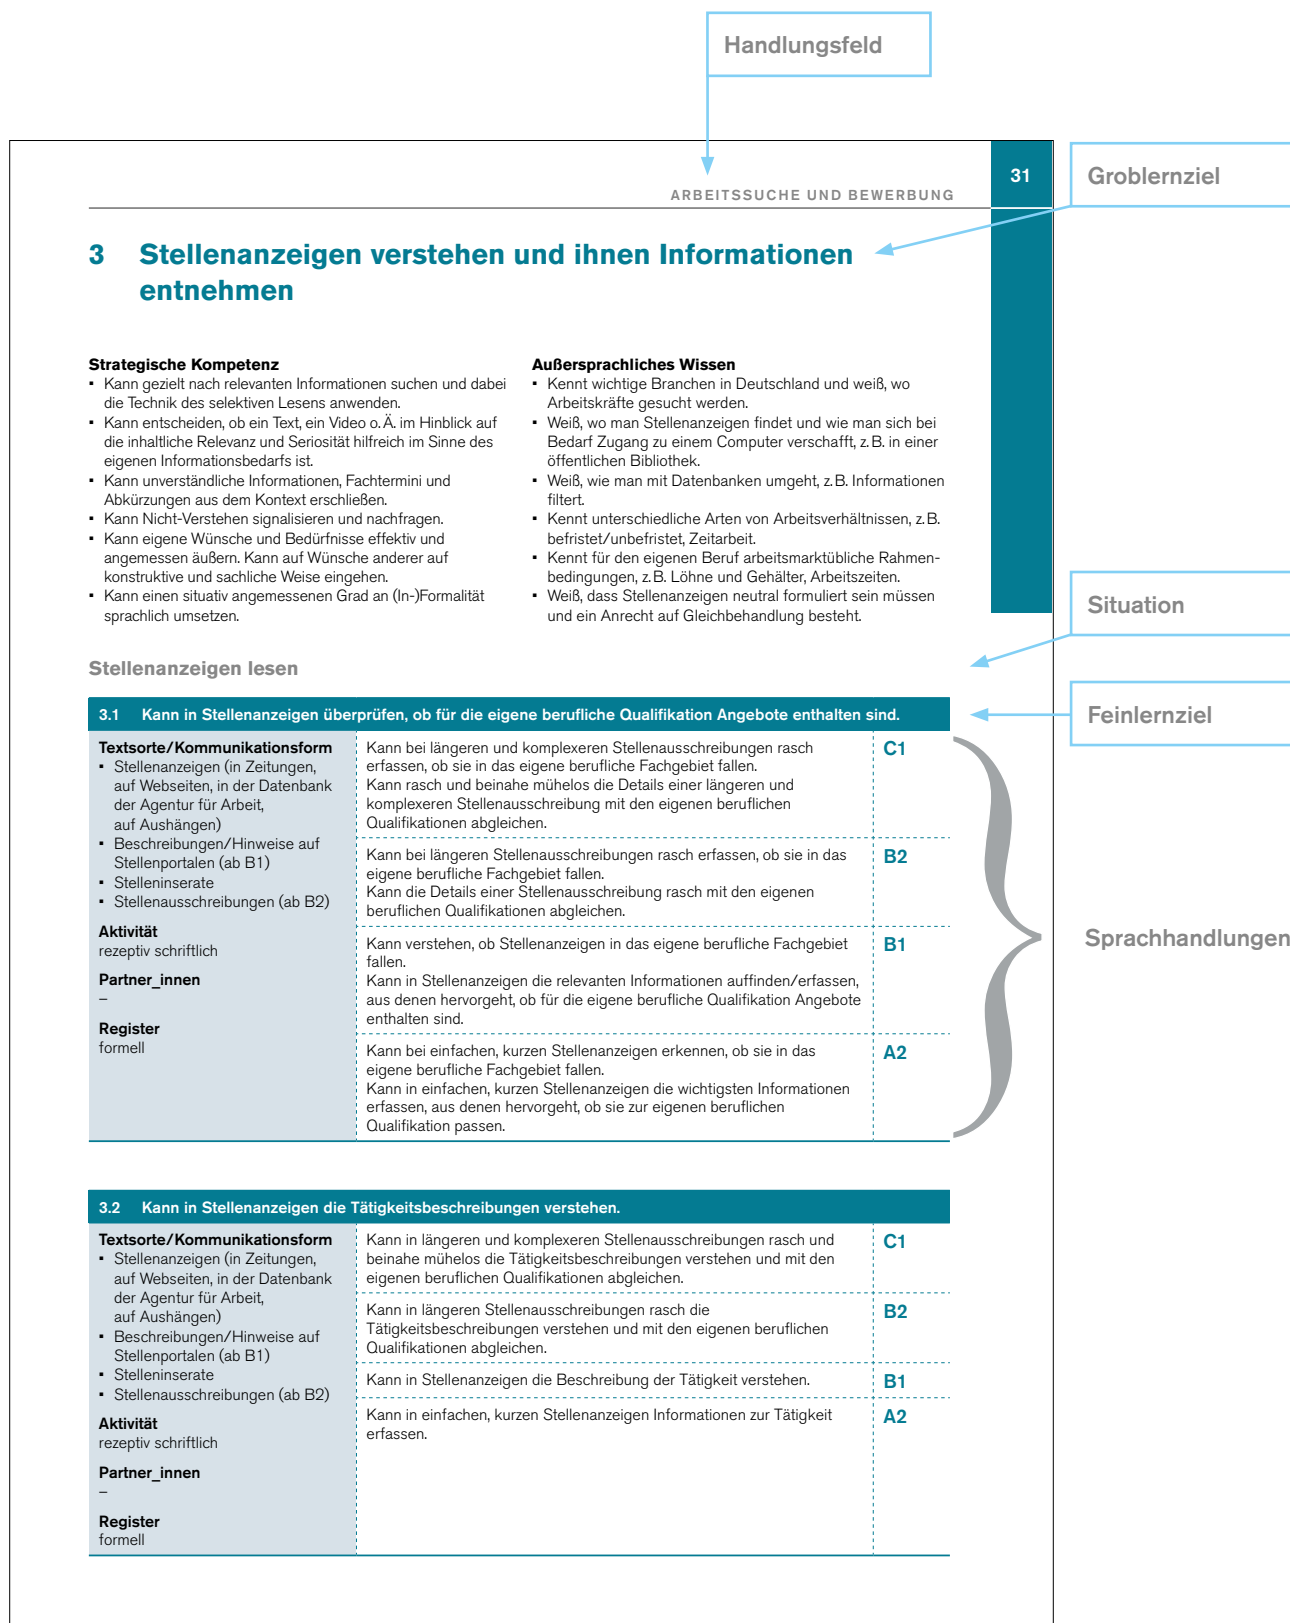 Handlungsfeld
ARBEITSSUCHE UND BEWERBUNG
31
Groblernziel
3 Stellenanzeigen verstehen und ihnen Informationen
entnehmen
Strategische Kompetenz
▪ Kann gezielt nach relevanten Informationen suchen und dabei
die Technik des selektiven Lesens anwenden.
▪ Kann entscheiden, ob ein Text, ein Video o. Ä. im Hinblick auf
die inhaltliche Relevanz und Seriosität hilfreich im Sinne des
eigenen Informationsbedarfs ist.
▪ Kann unverständliche Informationen, Fachtermini und
Abkürzungen aus dem Kontext erschließen.
▪ Kann Nicht-Verstehen signalisieren und nachfragen.
▪ Kann eigene Wünsche und Bedürfnisse effektiv und
angemessen äußern. Kann auf Wünsche anderer auf
konstruktive und sachliche Weise eingehen.
▪ Kann einen situativ angemessenen Grad an (In-)Formalität
sprachlich umsetzen.
Außersprachliches Wissen
▪ Kennt wichtige Branchen in Deutschland und weiß, wo
Arbeitskräfte gesucht werden.
▪ Weiß, wo man Stellenanzeigen findet und wie man sich bei
Bedarf Zugang zu einem Computer verschafft, z. B. in einer
öffentlichen Bibliothek.
▪ Weiß, wie man mit Datenbanken umgeht, z. B. Informationen
filtert.
▪ Kennt unterschiedliche Arten von Arbeitsverhältnissen, z. B.
befristet/unbefristet, Zeitarbeit.
▪ Kennt für den eigenen Beruf arbeitsmarktübliche Rahmen-
bedingungen, z. B. Löhne und Gehälter, Arbeitszeiten.
▪ Weiß, dass Stellenanzeigen neutral formuliert sein müssen
und ein Anrecht auf Gleichbehandlung besteht.
Situation
Stellenanzeigen lesen
Feinlernziel
3.1 Kann in Stellenanzeigen überprüfen, ob für die eigene berufliche Qualifikation Angebote enthalten sind.
Textsorte/Kommunikationsform
▪ Stellenanzeigen (in Zeitungen,
auf Webseiten, in der Datenbank
der Agentur für Arbeit,
auf Aushängen)
▪ Beschreibungen/Hinweise auf
Stellenportalen (ab B1)
▪ Stelleninserate
▪ Stellenausschreibungen (ab B2)
Aktivität
rezeptiv schriftlich
Partner_innen
–
Register
formell
Kann bei längeren und komplexeren Stellenausschreibungen rasch
erfassen, ob sie in das eigene berufliche Fachgebiet fallen.
Kann rasch und beinahe mühelos die Details einer längeren und
komplexeren Stellenausschreibung mit den eigenen beruflichen
Qualifikationen abgleichen.
C1
Kann bei längeren Stellenausschreibungen rasch erfassen, ob sie in das
eigene berufliche Fachgebiet fallen.
Kann die Details einer Stellenausschreibung rasch mit den eigenen
beruflichen Qualifikationen abgleichen.
B2
Kann verstehen, ob Stellenanzeigen in das eigene berufliche Fachgebiet
fallen.
Kann in Stellenanzeigen die relevanten Informationen auffinden/erfassen,
aus denen hervorgeht, ob für die eigene berufliche Qualifikation Angebote
enthalten sind.
B1
Kann bei einfachen, kurzen Stellenanzeigen erkennen, ob sie in das
eigene berufliche Fachgebiet fallen.
Kann in einfachen, kurzen Stellenanzeigen die wichtigsten Informationen
erfassen, aus denen hervorgeht, ob sie zur eigenen beruflichen
Qualifikation passen.
A2
Sprachhandlungen
3.2 Kann in Stellenanzeigen die Tätigkeitsbeschreibungen verstehen.
Textsorte/Kommunikationsform
▪ Stellenanzeigen (in Zeitungen,
auf Webseiten, in der Datenbank
der Agentur für Arbeit,
auf Aushängen)
▪ Beschreibungen/Hinweise auf
Stellenportalen (ab B1)
▪ Stelleninserate
▪ Stellenausschreibungen (ab B2)
Aktivität
rezeptiv schriftlich
Partner_innen
–
Register
formell
Kann in längeren und komplexeren Stellenausschreibungen rasch und
beinahe mühelos die Tätigkeitsbeschreibungen verstehen und mit den
eigenen beruflichen Qualifikationen abgleichen.
C1
Kann in längeren Stellenausschreibungen rasch die
Tätigkeitsbeschreibungen verstehen und mit den eigenen beruflichen
Qualifikationen abgleichen.
B2
Kann in Stellenanzeigen die Beschreibung der Tätigkeit verstehen.
B1
Kann in einfachen, kurzen Stellenanzeigen Informationen zur Tätigkeit
erfassen.
A2